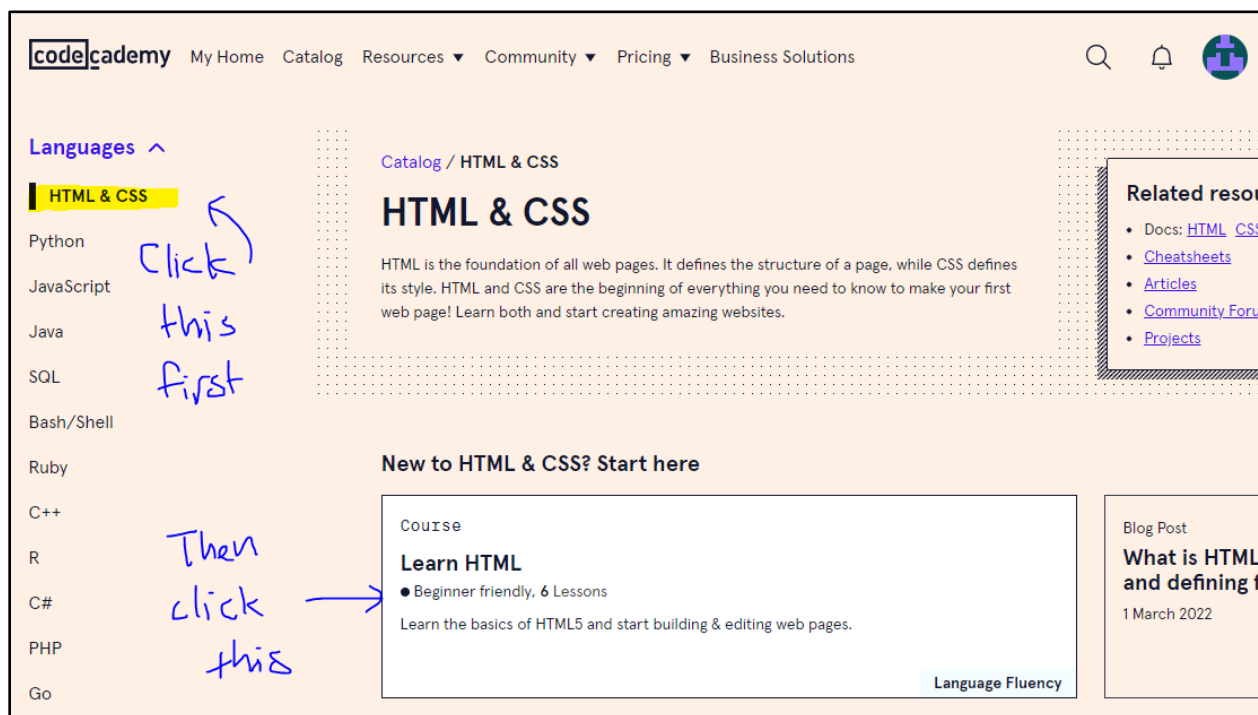 codecademy My Home Catalog Resources Community Pricing Business Solutions
Languages
HTML & CSS
Python
JavaScript
Java
SQL
Bash/Shell
Ruby
C++
R
C#
PHP
Go
Click
this
first
Then
click
this
Catalog / HTML & CSS
HTML & CSS
HTML is the foundation of all web pages. It defines the structure of a page, while CSS defines
its style. HTML and CSS are the beginning of everything you need to know to make your first
web page! Learn both and start creating amazing websites.
Related
• Docs: HTML CSS
• Cheatsheets
• Articles
• Community
• Projects
New to HTML & CSS? Start here
Course
Learn HTML
● Beginner friendly, 6 Lessons
Learn the basics of HTML5 and start building & editing web pages.
Language Fluency
Blog Post
What is HTML
and defining
1 March 2022